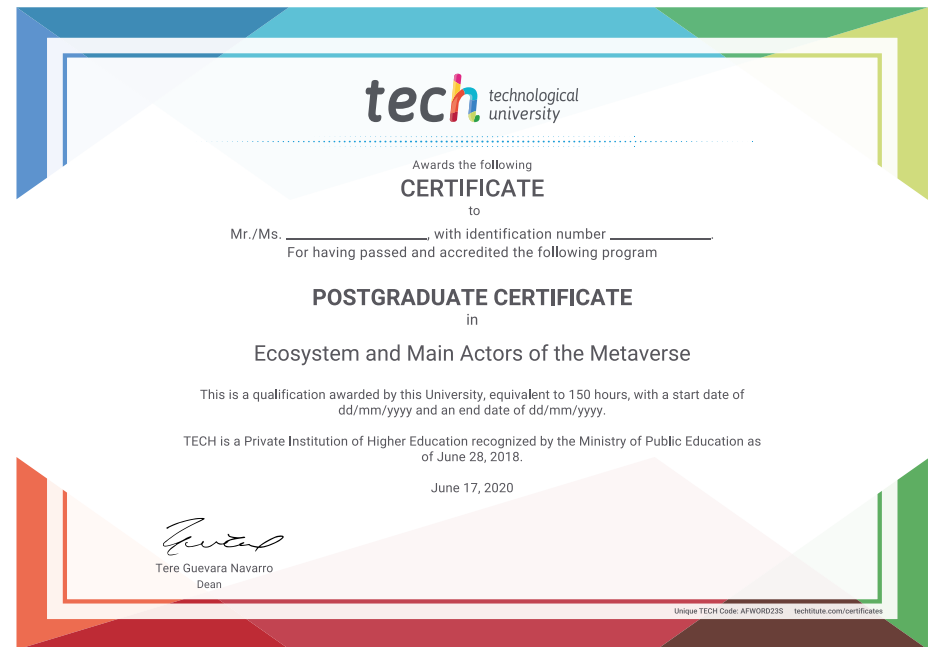 tech technological
university
Awards the following
CERTIFICATE
to
Mr./Ms. ____________________, with identification number ______________.
For having passed and accredited the following program
POSTGRADUATE CERTIFICATE
in
Ecosystem and Main Actors of the Metaverse
This is a qualification awarded by this University, equivalent to 150 hours, with a start date of
dd/mm/yyyy and an end date of dd/mm/yyyy.
TECH is a Private Institution of Higher Education recognized by the Ministry of Public Education as
of June 28, 2018.
June 17, 2020
Tere Guevara Navarro
Dean
Unique TECH Code: AFWORD23S techtitute.com/certificates